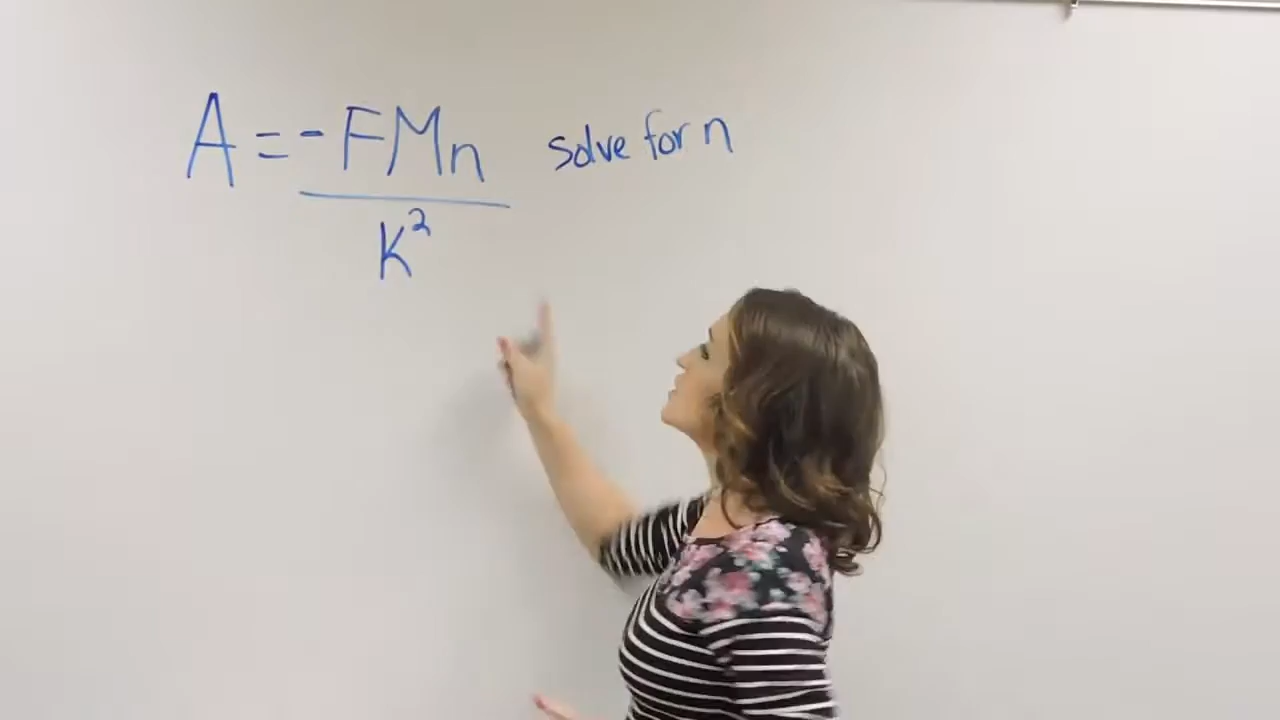 A = -FMn solve for n
K²